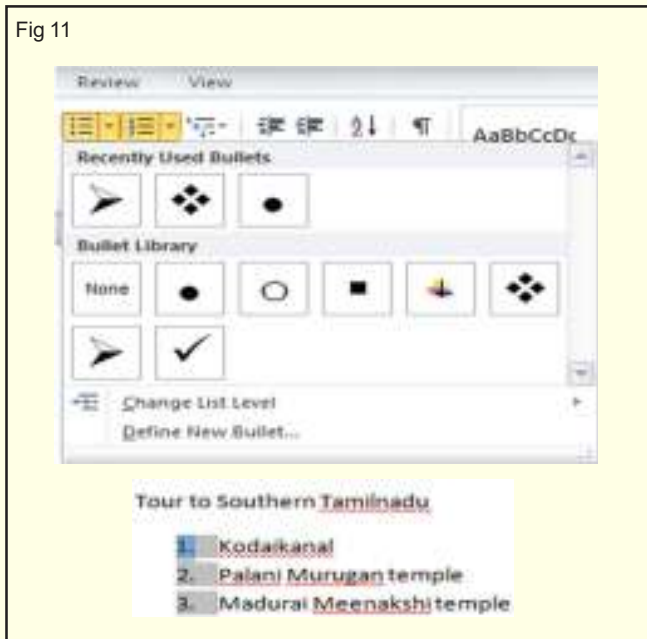 Fig 11
Review View
AaBbCcDc
Recently Used Bullets
Bullet Library
None
Change List Level
Define New Bullet...
Tour to Southern Tamilnadu
1. Kodaikanal
2. Palani Murugan temple
3. Madurai Meenakshi temple